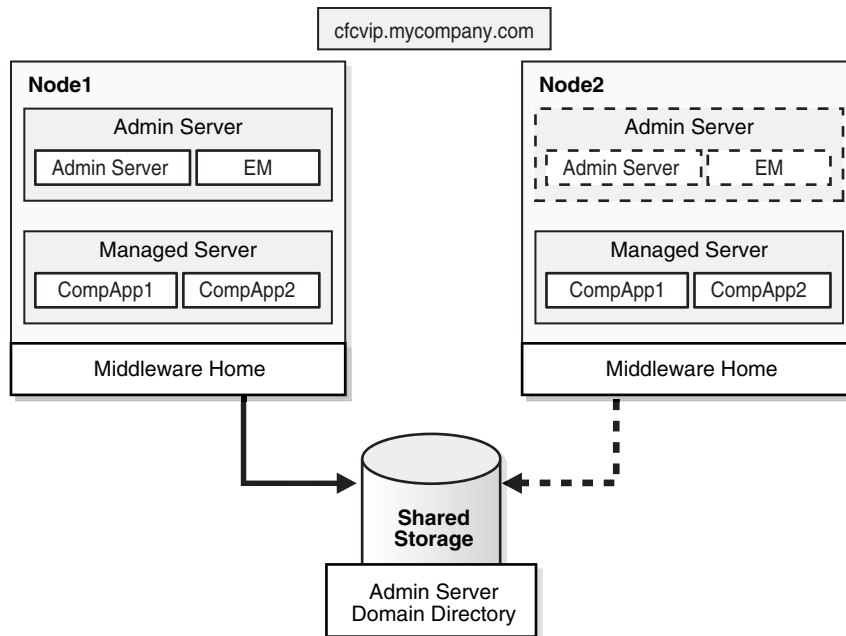 cfcvip.mycompany.com
Node1
Admin Server
Admin Server
EM
Managed Server
CompApp1
CompApp2
Middleware Home
Node2
Admin Server
Admin Server
EM
Managed Server
CompApp1
CompApp2
Middleware Home
Shared
Storage
Admin Server
Domain Directory